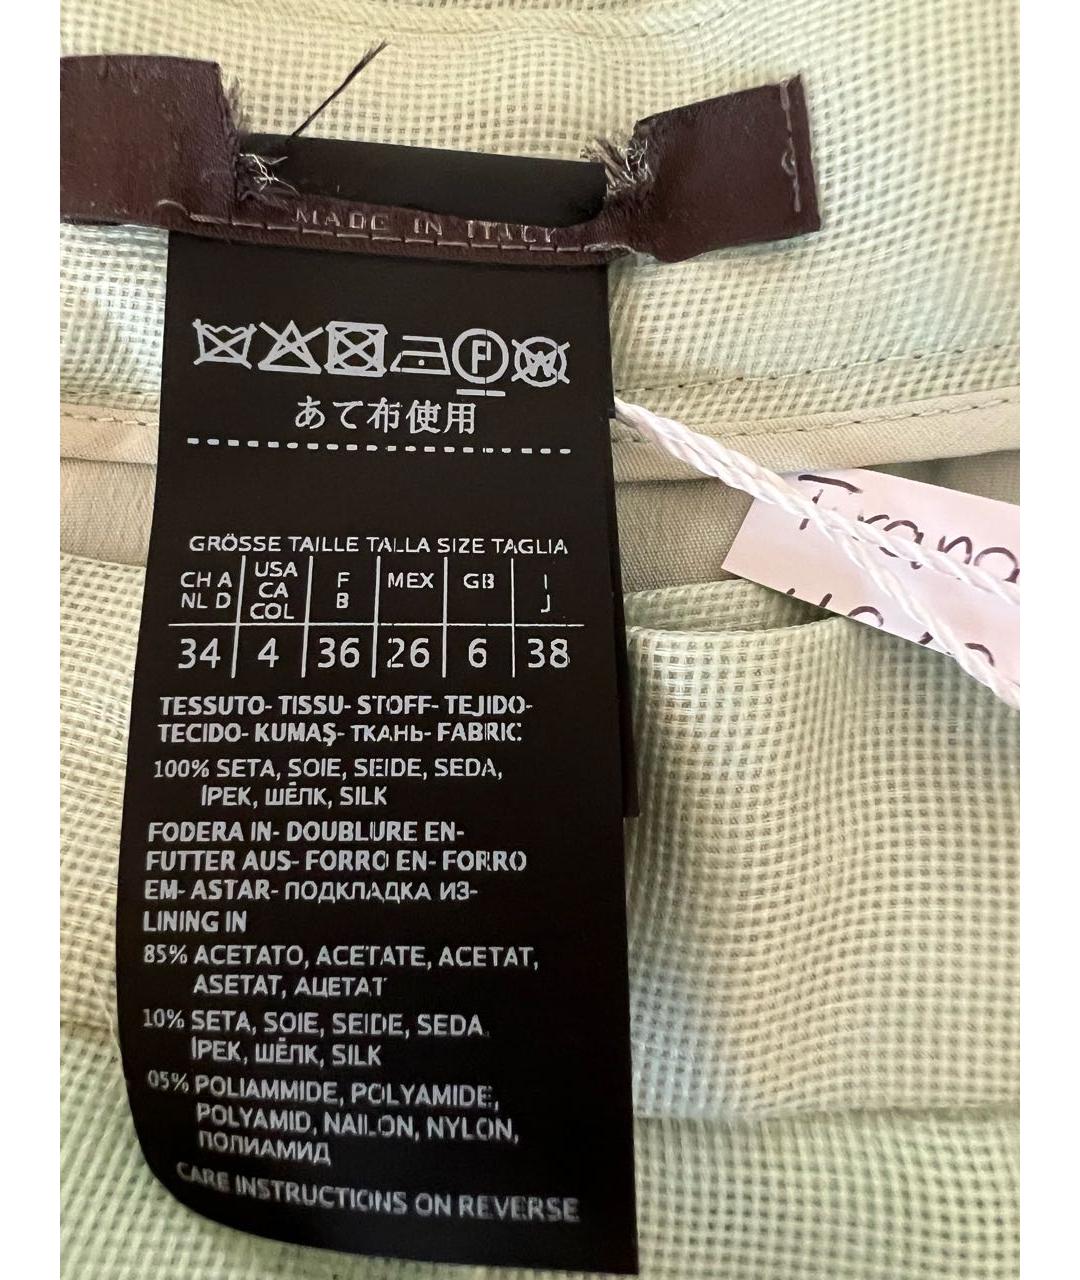 MADE IN ITALY
F
W
あて布使用
GRÖSSE TAILLE TALLA SIZE TAGLIA
CH A NL D USA CA COL F B MEX GB I J
34 4 36 26 6 38
TESSUTO- TISSU- STOFF- TEJIDO-
TECIDO- KUMAŞ- ТКАНЬ- FABRIC:
100% SETA, SOIE, SEIDE, SEDA,
İPEK, ШЁЛК, SILK
FODERA IN- DOUBLURE EN-
FUTTER AUS- FORRO EN- FORRO
EM- ASTAR- ПОДКЛАДКА ИЗ-
LINING IN
85% ACETATO, ACETATE, ACETAT,
ASETAT, АЦЕТАТ
10% SETA, SOIE, SEIDE, SEDA,
İPEK, ШЁЛК, SILK
05% POLIAMMIDE, POLYAMIDE,
POLYAMID, NAILON, NYLON,
ПОЛИАМИД
CARE INSTRUCTIONS ON REVERSE